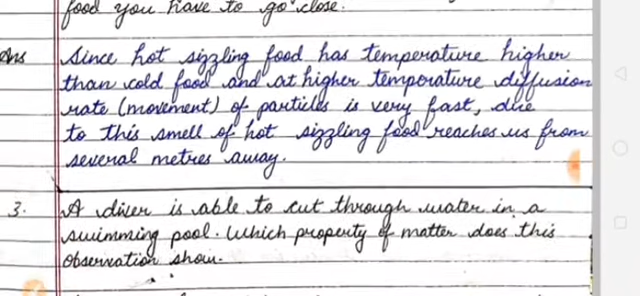 food you have to go close.
Ans Since hot sizzling food has temperature higher
than cold food and at higher temperature diffusion
rate (movement) of particles is very fast, due
to this smell of hot sizzling food reaches us from
several metres away.
3. A diver is able to cut through water in a
swimming pool. Which property of matter does this
observation show.